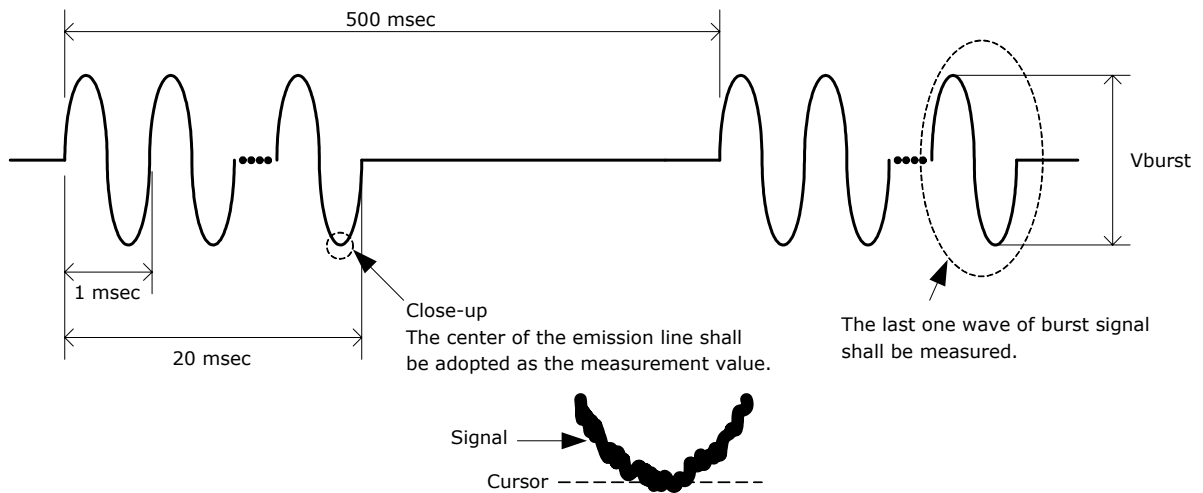 500 msec
Vburst
1 msec
20 msec
Close-up
The center of the emission line shall
be adopted as the measurement value.
The last one wave of burst signal
shall be measured.
Signal
Cursor